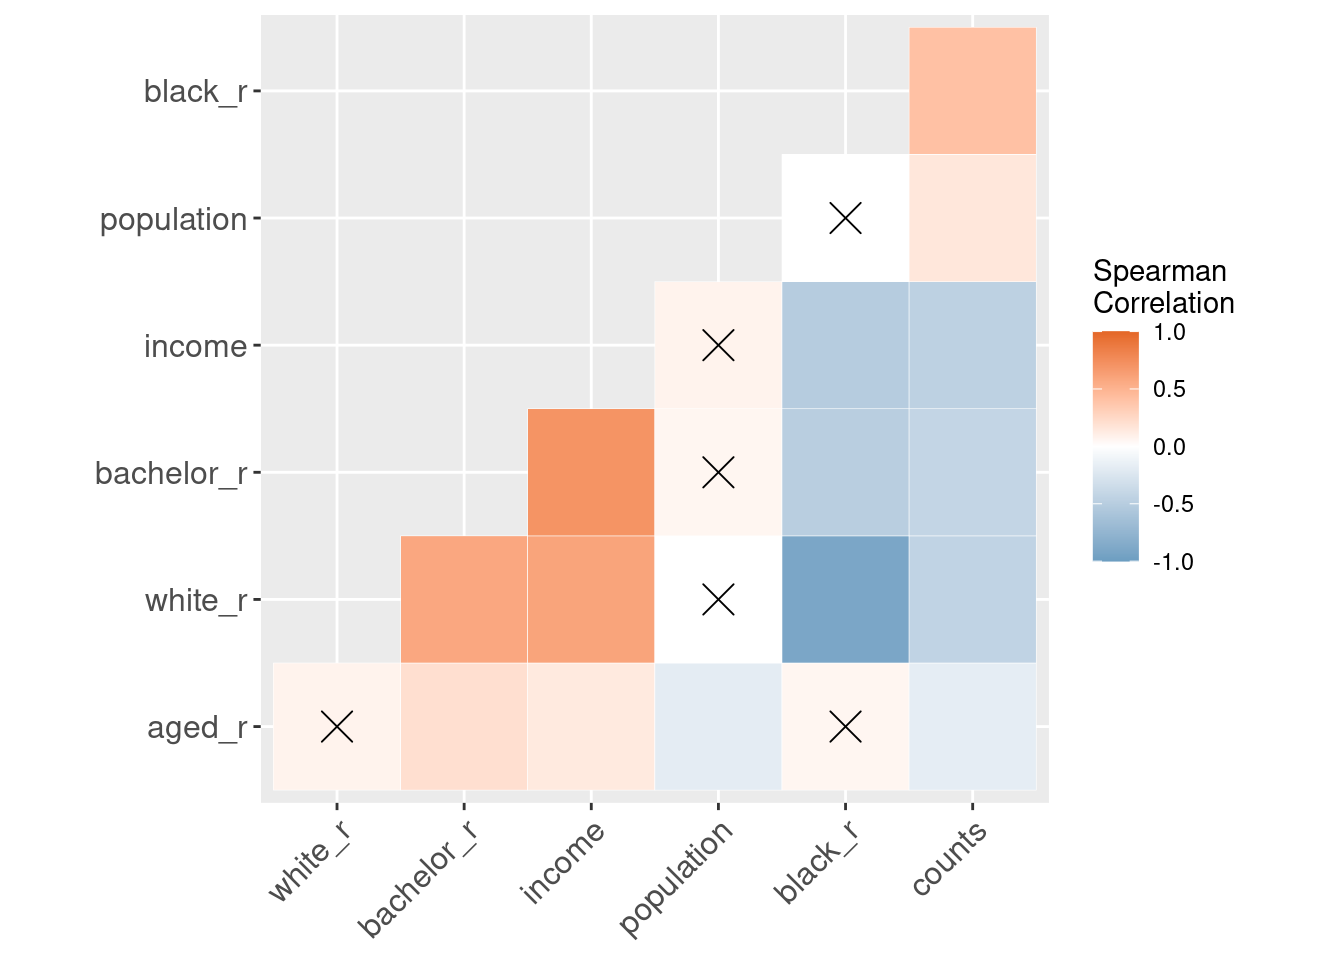 black_r
population
income
bachelor_r
white_r
aged_r
white_r
bachelor_r
income
population
black_r
counts
Spearman
Correlation
1.0
0.5
0.0
-0.5
-1.0